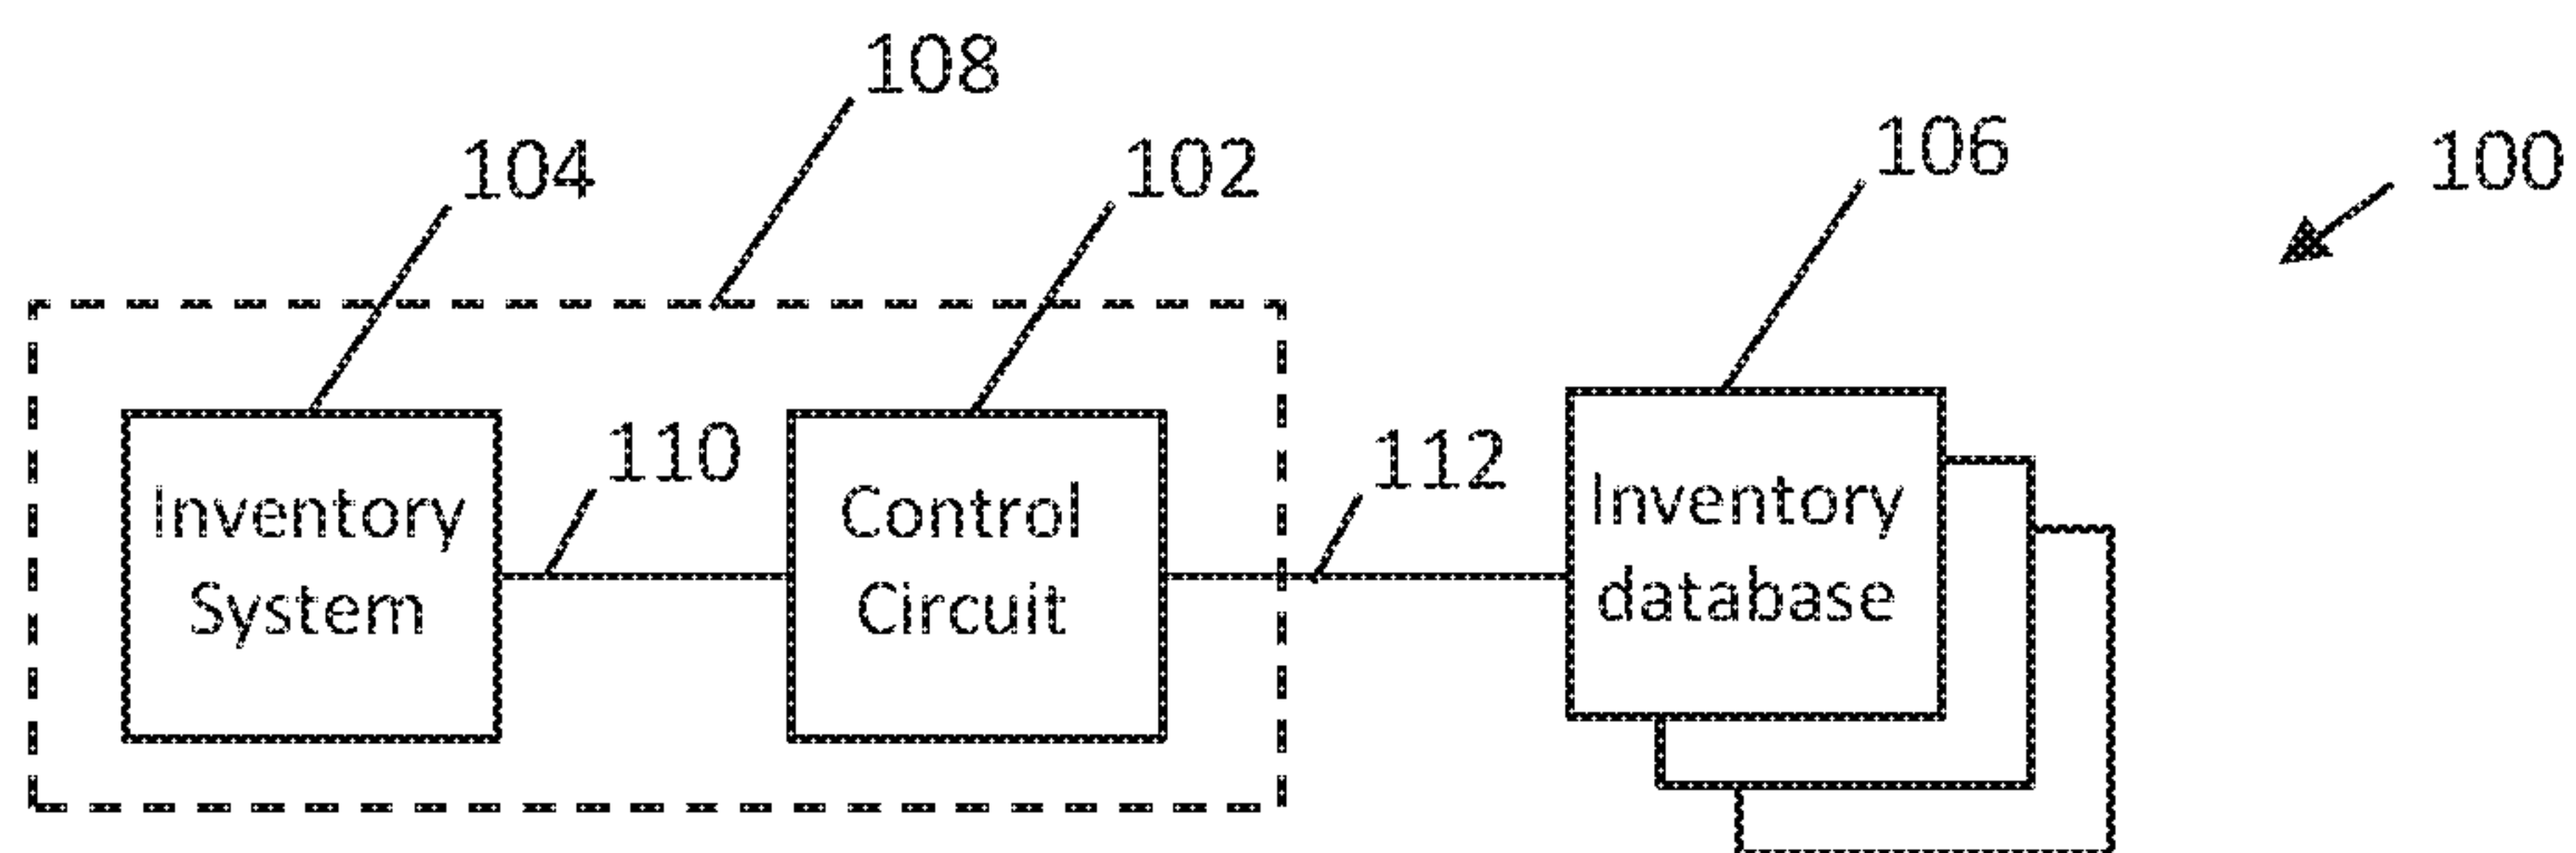 108
104
102
106
100
110
112
Inventory
System
Control
Circuit
Inventory
database